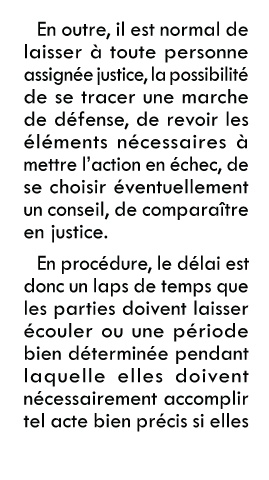 En outre, il est normal de
laisser à toute personne
assignée justice, la possibilité
de se tracer une marche
de défense, de revoir les
éléments nécessaires à
mettre l'action en échec, de
se choisir éventuellement
un conseil, de comparaître
en justice.
En procédure, le délai est
donc un laps de temps que
les parties doivent laisser
écouler ou une période
bien déterminée pendant
laquelle elles doivent
nécessairement accomplir
tel acte bien précis si elles